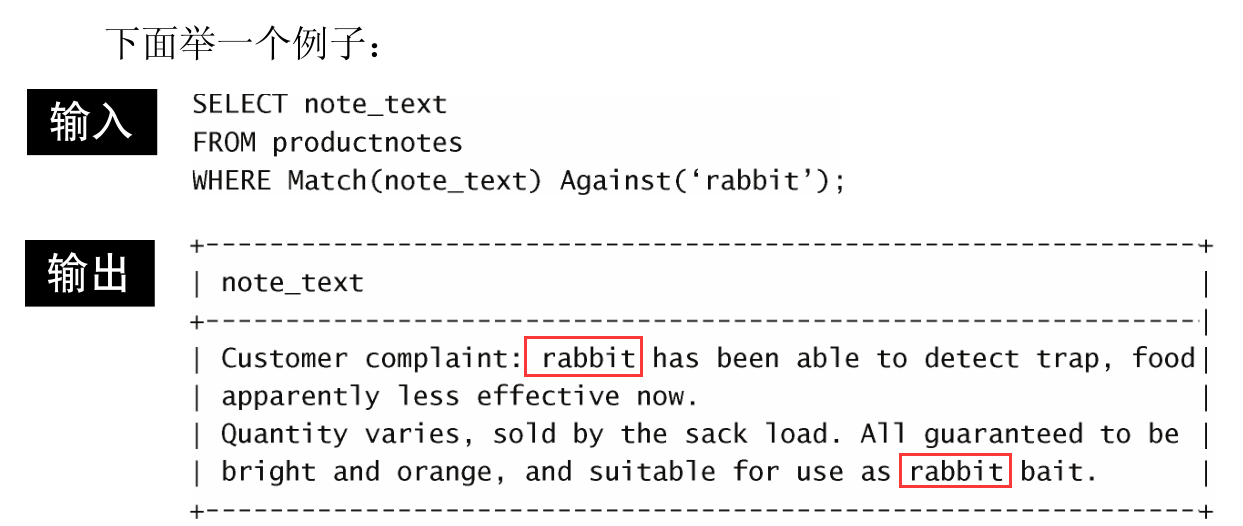 下面举一个例子：
输入
SELECT note_text
FROM productnotes
WHERE Match(note_text) Against(‘rabbit’);
输出
+--------------------------------------------------------------+
| note_text |
+--------------------------------------------------------------|
| Customer complaint: rabbit has been able to detect trap, food|
| apparently less effective now. |
| Quantity varies, sold by the sack load. All guaranteed to be |
| bright and orange, and suitable for use as rabbit bait. |
+--------------------------------------------------------------+